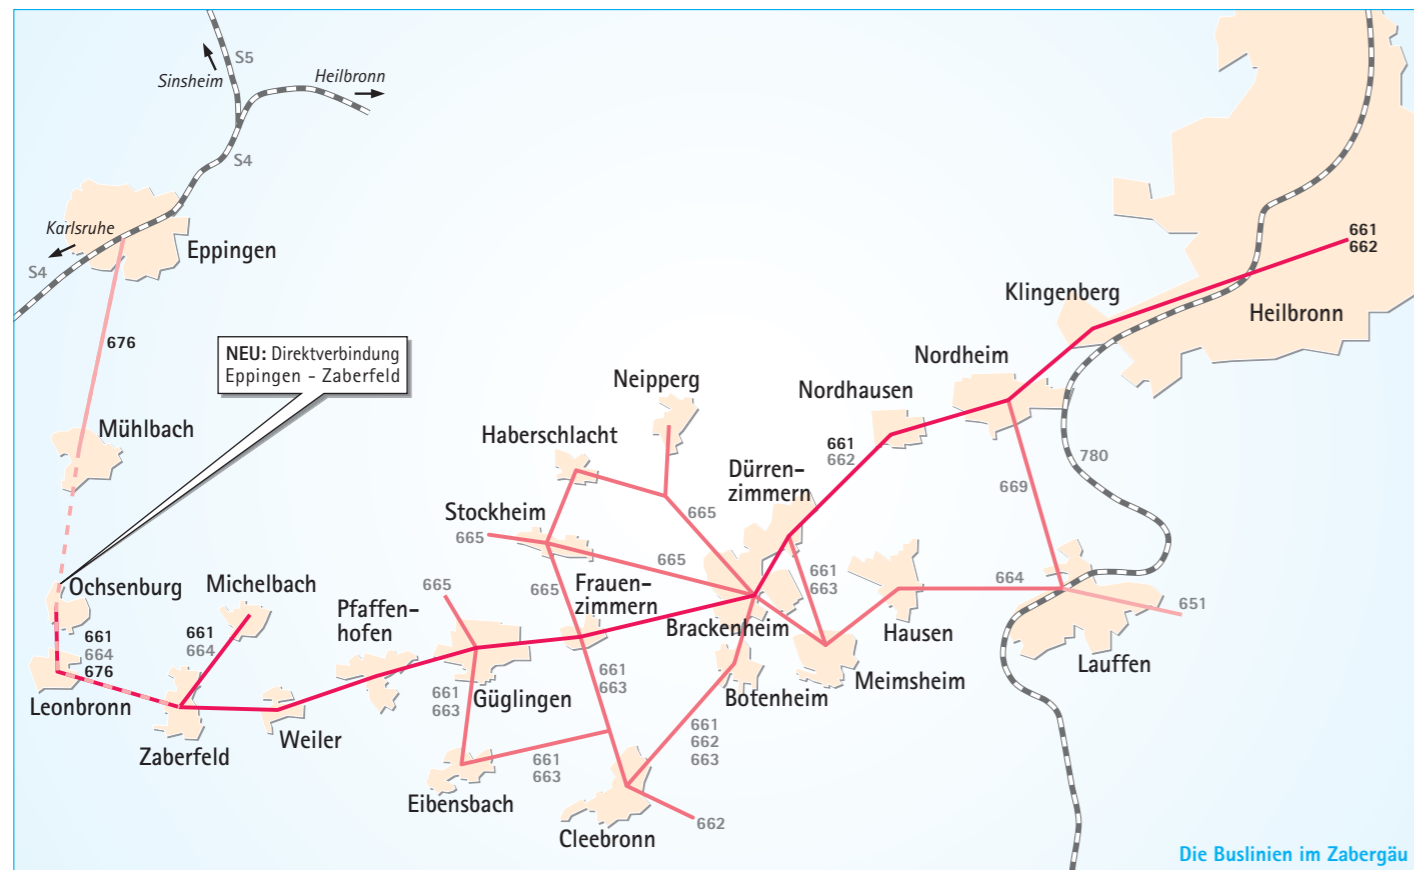 S5
Sinsheim
Heilbronn
S4
Karlsruhe
S4
Eppingen
661
662
Klingenberg
Heilbronn
676
NEU: Direktverbindung
Eppingen - Zaberfeld
Nordheim
Neipperg
Nordhausen
Mühlbach
Haberschlacht
661
662
780
Dürren-
zimmern
669
Stockheim
665
665
665
Ochsenburg
Michelbach
665
665
Frauen-
zimmern
661
663
664
651
Pfaffen-
hofen
Brackenheim
Hausen
661
664
676
661
664
Lauffen
Leonbronn
661
663
Güglingen
661
663
Botenheim
Meimsheim
Zaberfeld
Weiler
661
662
663
661
663
Eibensbach
Cleebronn
662
Die Buslinien im Zabergäu